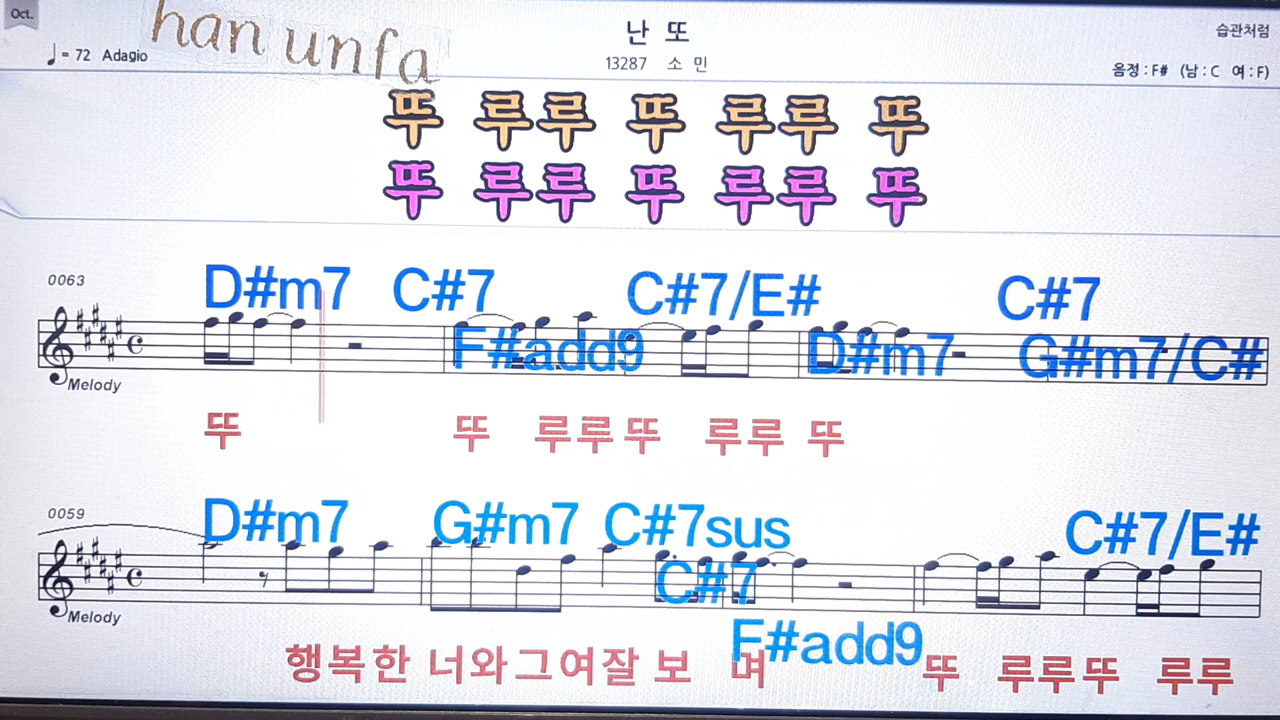 Oct.
han unfa
난 또
습관처럼
♩= 72 Adagio
13287 소 민
음정 : F# (남 : C 여 : F)
뚜 루루 뚜 루루 뚜
뚜 루루 뚜 루루 뚜
0063
D#m7 C#7 C#7/E# C#7
F#add9 D#m7 G#m7/C#
Melody
뚜 뚜 루루 뚜 루루 뚜
0059
D#m7 G#m7 C#7sus C#7/E#
C#7
Melody
F#add9
행복한 너와그여잘 보 며 뚜 루루 뚜 루루